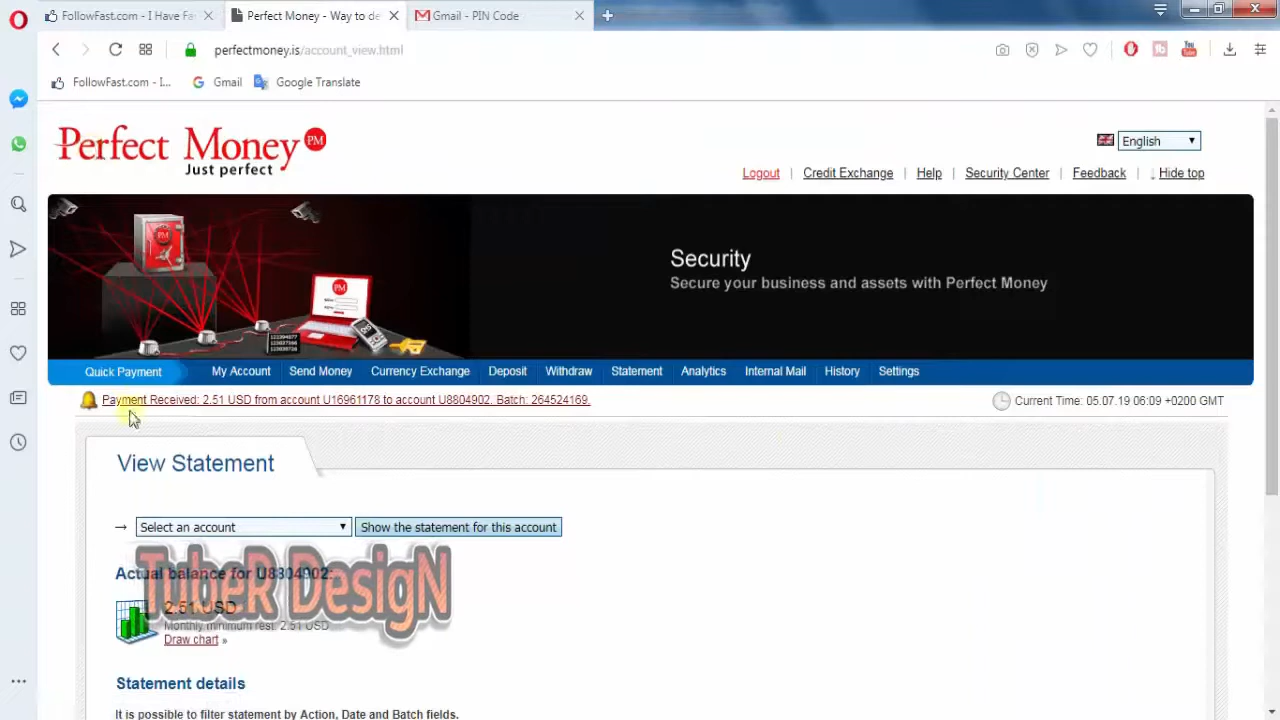 FollowFast.com - I Have Fa
Perfect Money - Way to de
Gmail - PIN Code
perfectmoney.is/account_view.html
FollowFast.com - I...
Gmail
Google Translate
Perfect Money PM
Just perfect
English
Logout | Credit Exchange | Help | Security Center | Feedback | ↓ Hide top
Security
Secure your business and assets with Perfect Money
Quick Payment My Account Send Money Currency Exchange Deposit Withdraw Statement Analytics Internal Mail History Settings
Payment Received: 2.51 USD from account U16961178 to account U8804902. Batch: 264524169.
Current Time: 05.07.19 06:09 +0200 GMT
View Statement
→ Select an account Show the statement for this account
Actual balance for U8804902:
TubeR DesigN
2.51 USD
Monthly minimum rest: 2.51 USD
Draw chart »
Statement details
It is possible to filter statement by Action, Date and Batch fields.